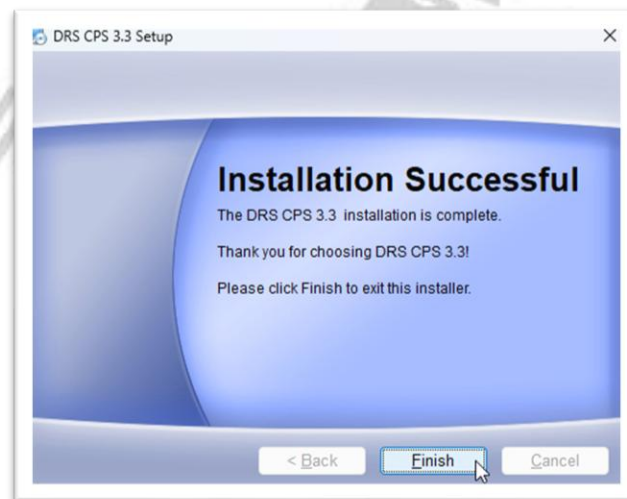 DRS CPS 3.3 Setup
Installation Successful
The DRS CPS 3.3 installation is complete.
Thank you for choosing DRS CPS 3.3!
Please click Finish to exit this installer.
< Back Finish Cancel